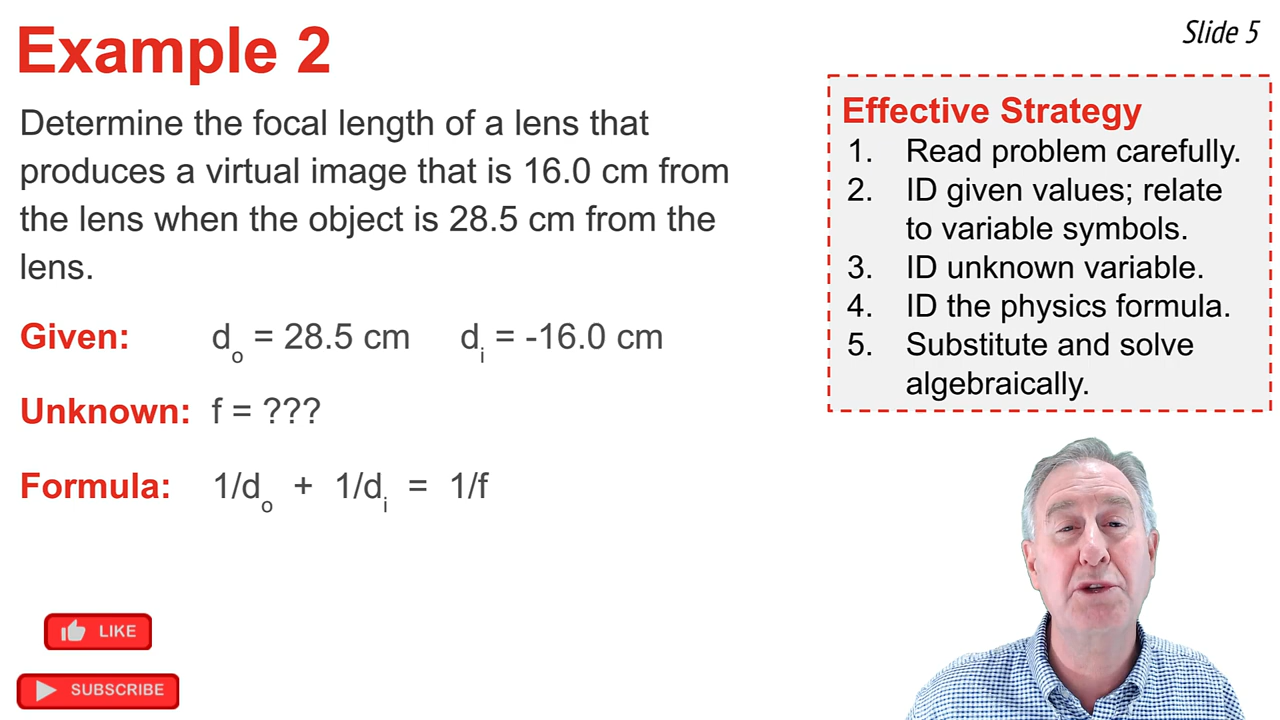 Slide 5
Example 2
Determine the focal length of a lens that
produces a virtual image that is 16.0 cm from
the lens when the object is 28.5 cm from the
lens.
Given: do = 28.5 cm di = -16.0 cm
Unknown: f = ???
Formula: 1/do + 1/di = 1/f
Effective Strategy
1. Read problem carefully.
2. ID given values; relate
to variable symbols.
3. ID unknown variable.
4. ID the physics formula.
5. Substitute and solve
algebraically.
LIKE
SUBSCRIBE